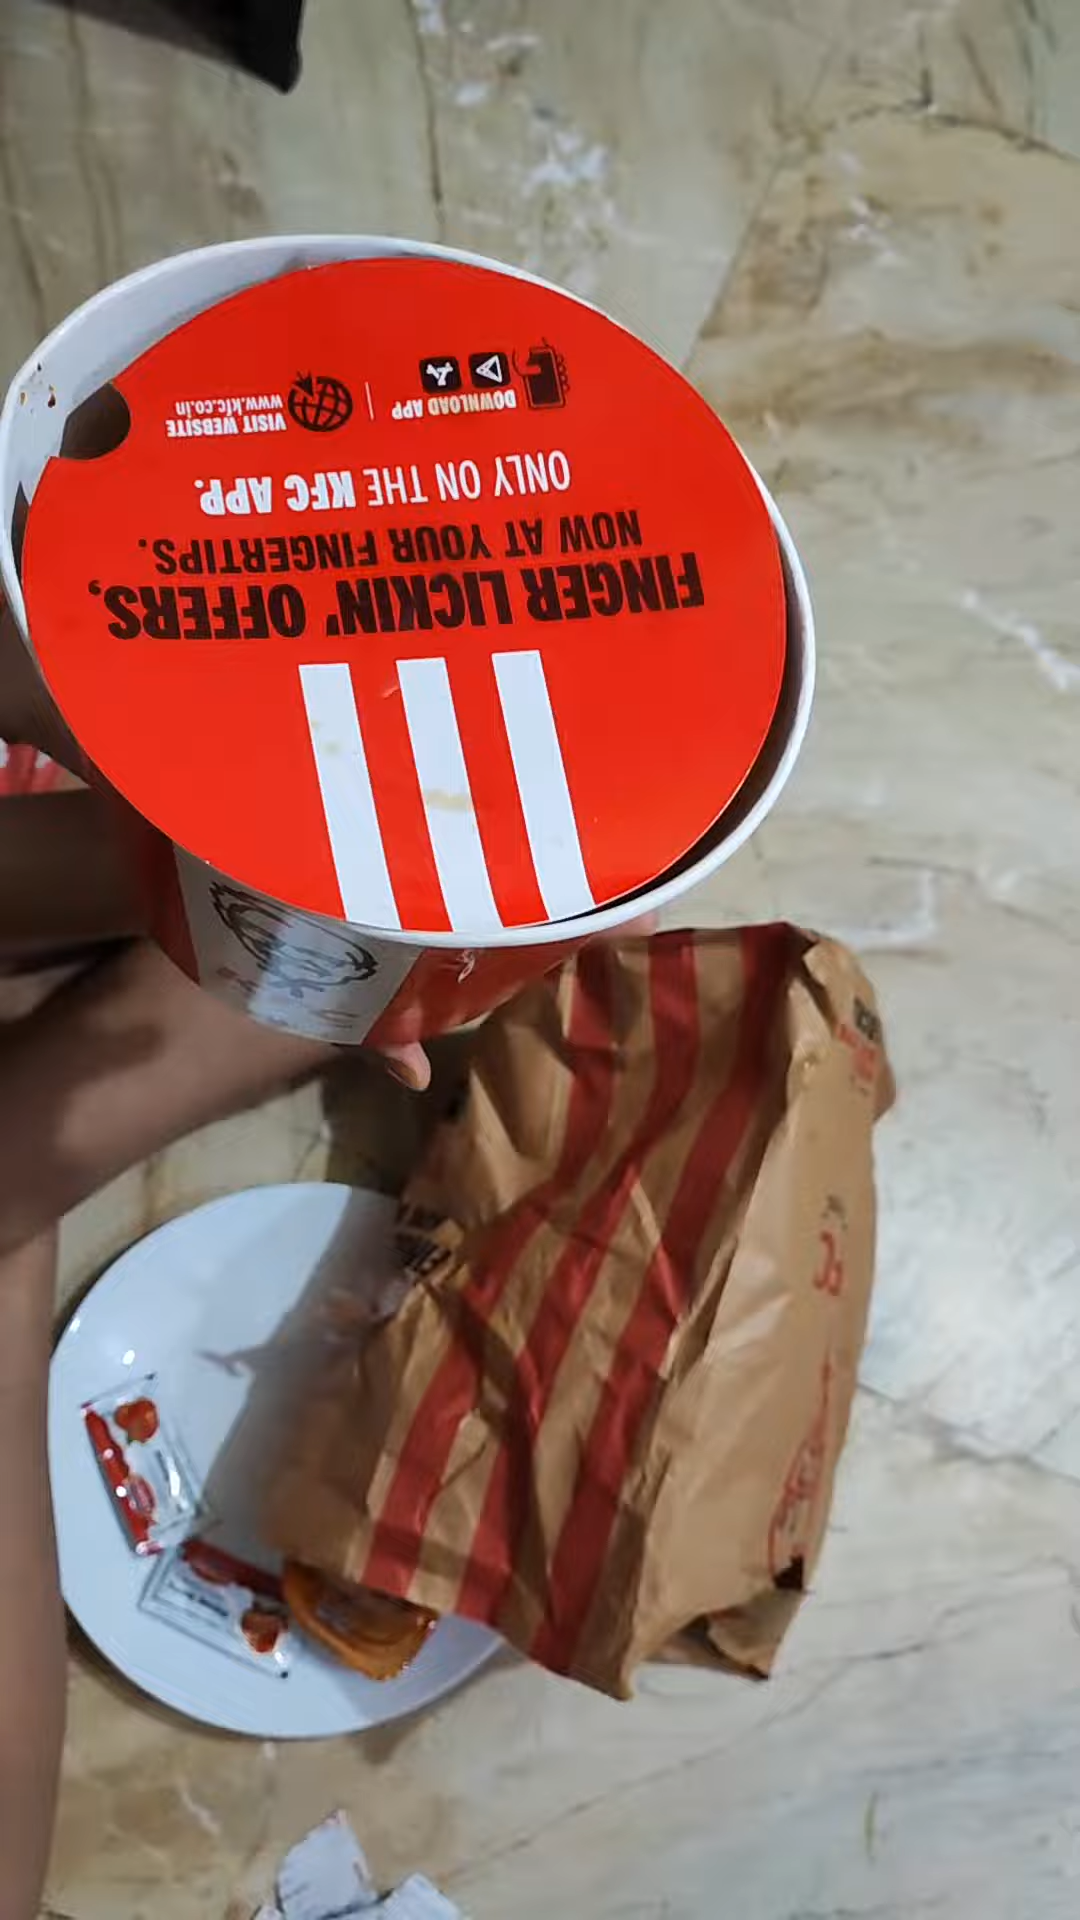 FINGER LICKIN' OFFERS,
NOW AT YOUR FINGERTIPS.
ONLY ON THE KFC APP.
DOWNLOAD APP
VISIT WEBSITE
www.kfc.co.in